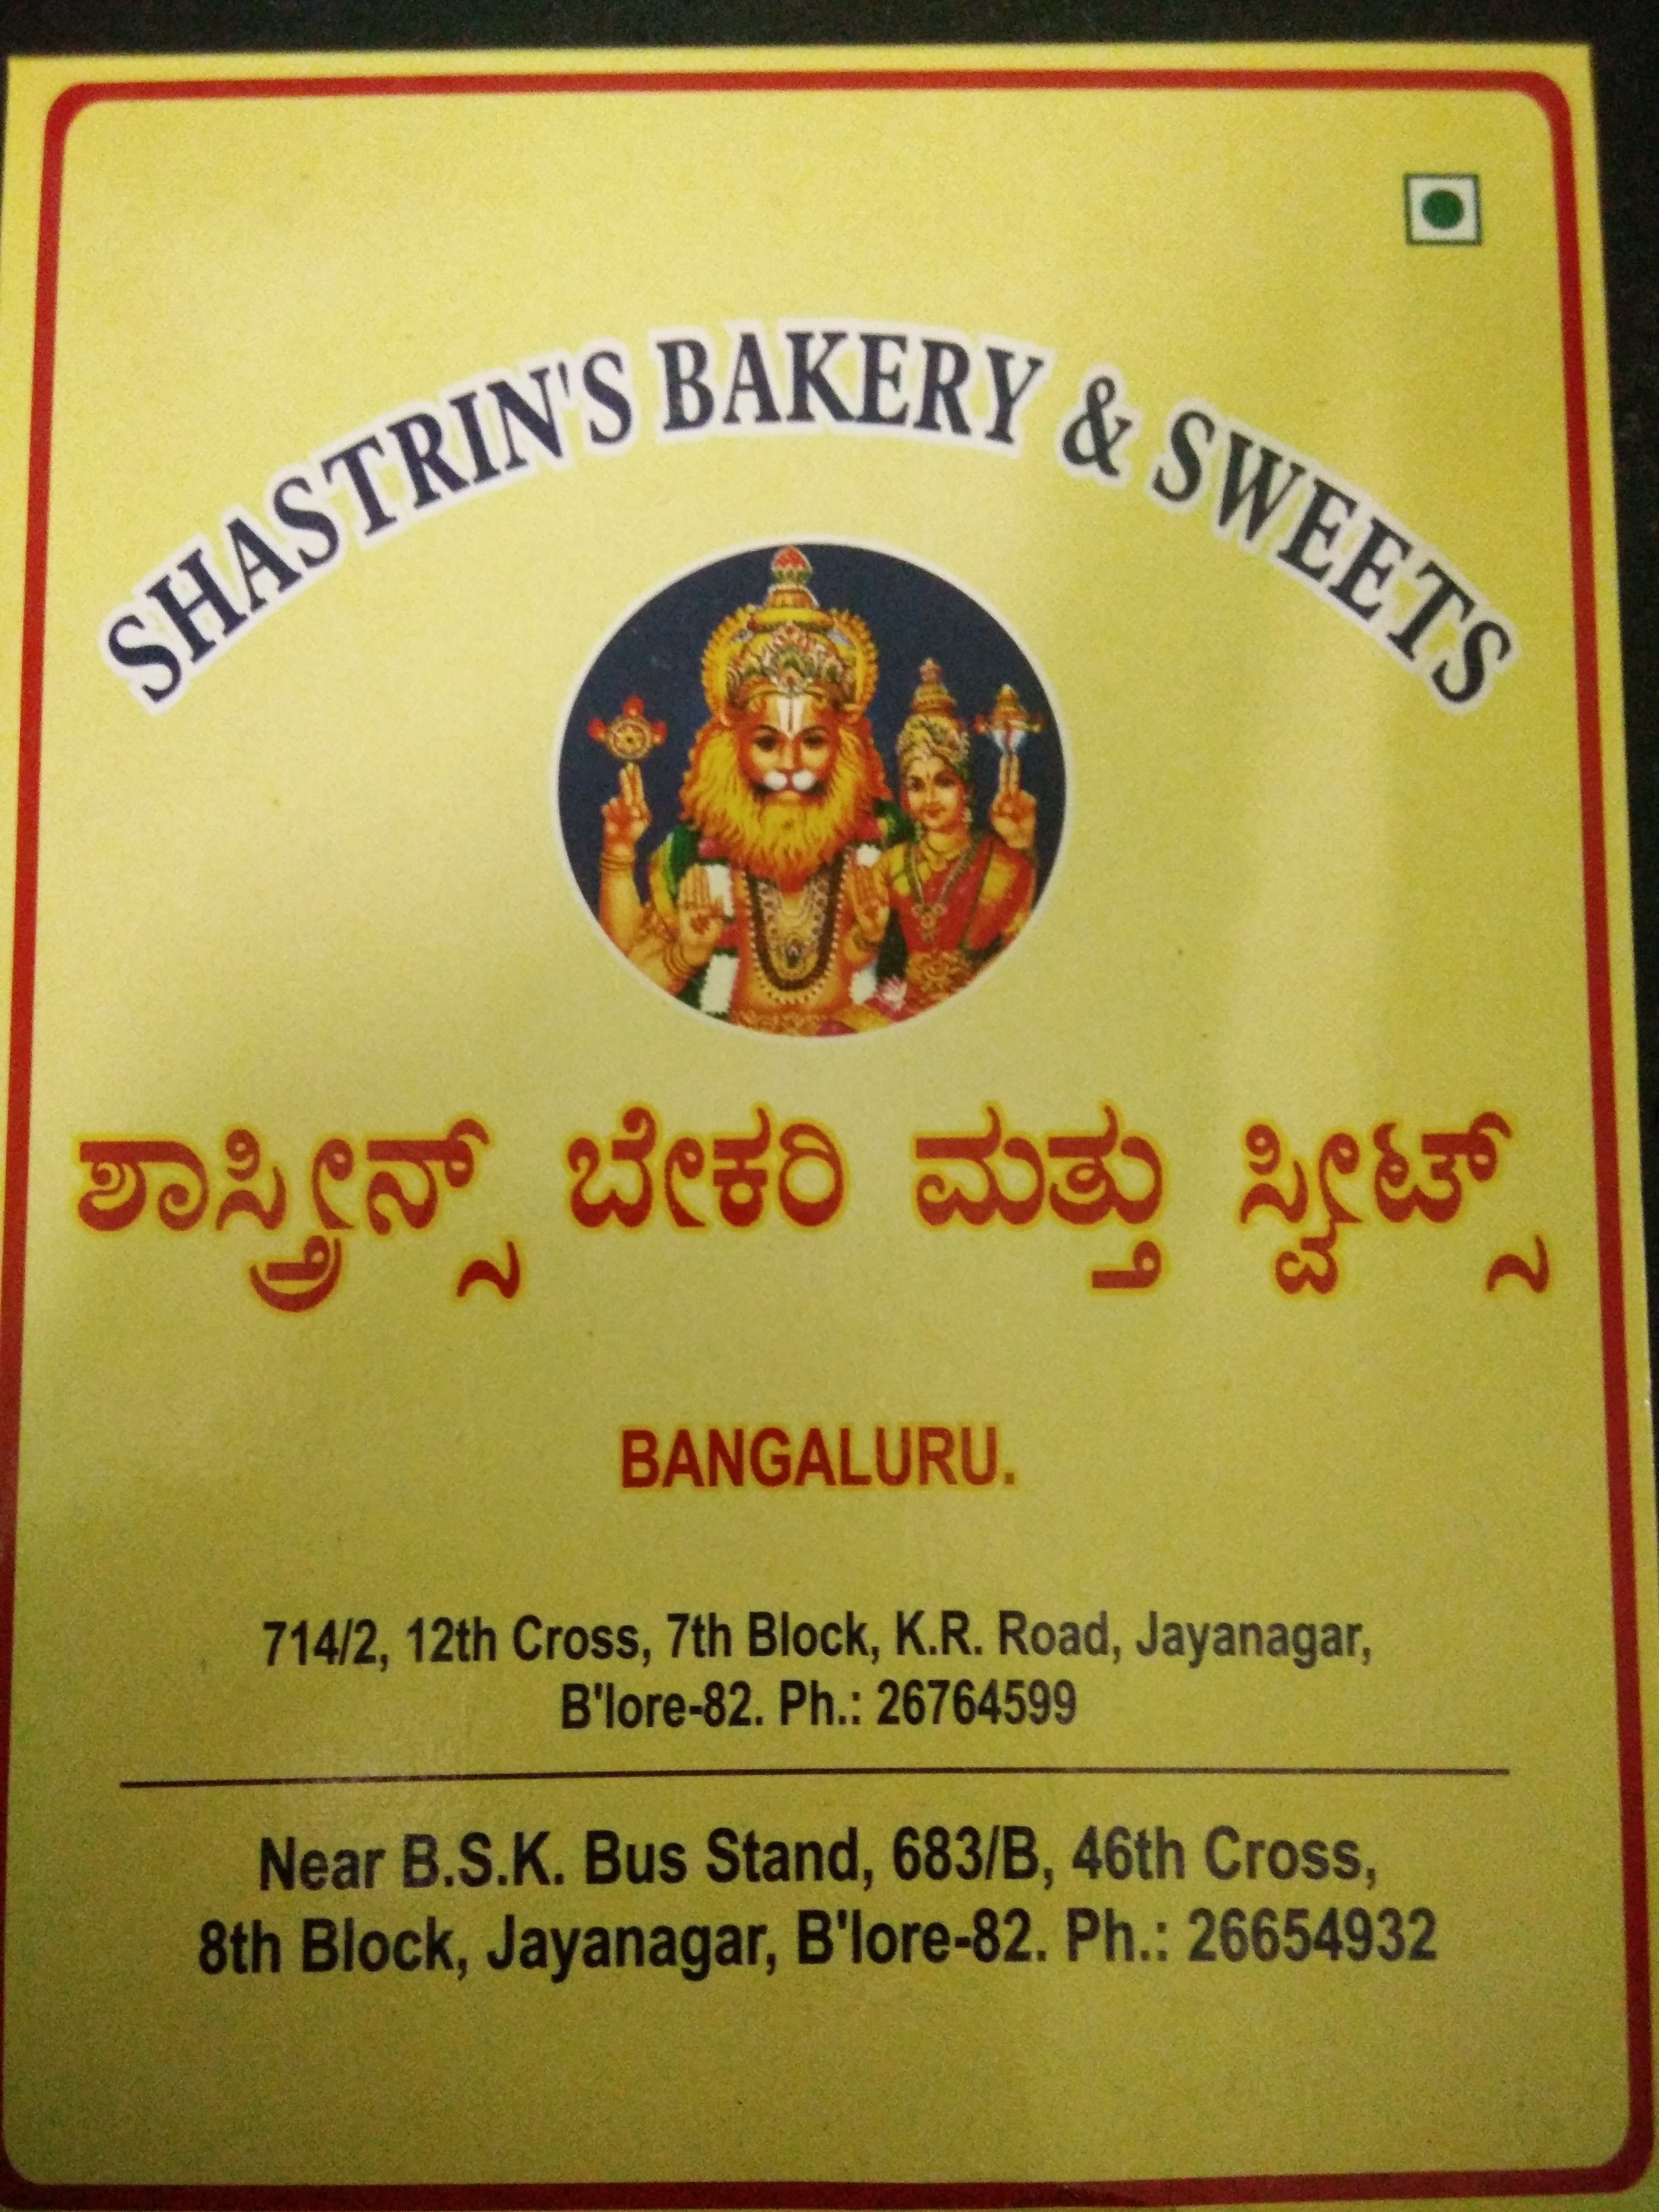 SHASTRIN'S BAKERY & SWEETS
ಶಾಸ್ತ್ರೀನ್ಸ್ ಬೇಕರಿ ಮತ್ತು ಸ್ವೀಟ್ಸ್
BANGALURU.
714/2, 12th Cross, 7th Block, K.R. Road, Jayanagar,
B'lore-82. Ph.: 26764599
Near B.S.K. Bus Stand, 683/B, 46th Cross,
8th Block, Jayanagar, B'lore-82. Ph.: 26654932